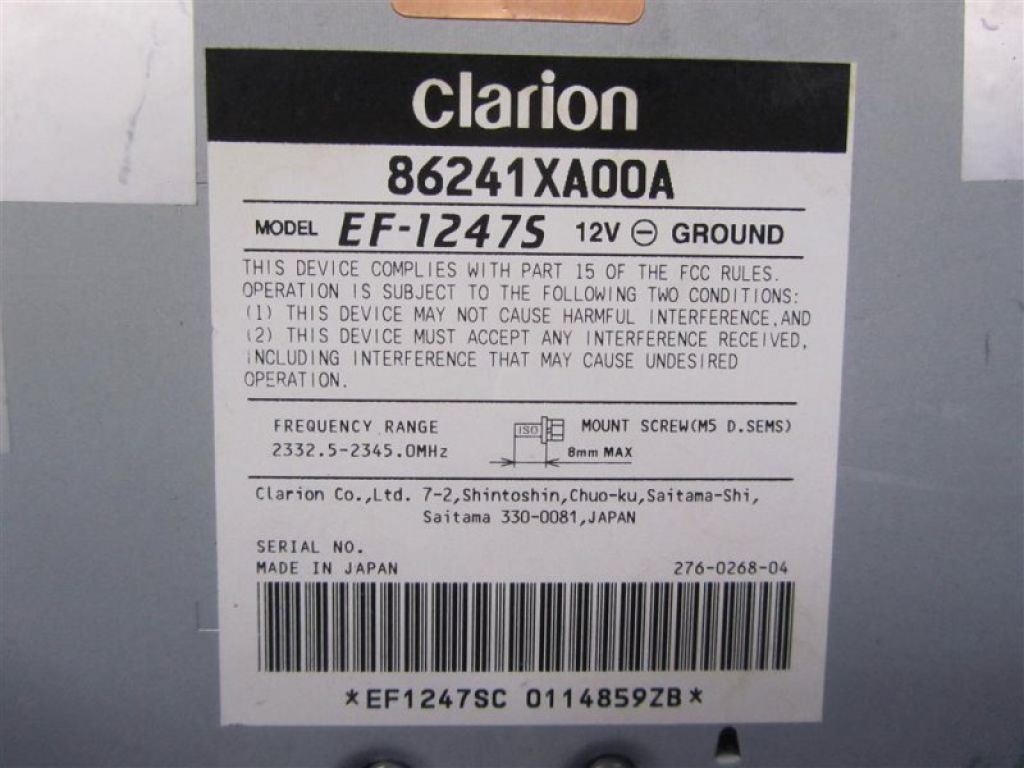 clarion
86241XA00A
MODEL EF-1247S 12V ⊖ GROUND
THIS DEVICE COMPLIES WITH PART 15 OF THE FCC RULES.
OPERATION IS SUBJECT TO THE FOLLOWING TWO CONDITIONS:
(1) THIS DEVICE MAY NOT CAUSE HARMFUL INTERFERENCE,AND
(2) THIS DEVICE MUST ACCEPT ANY INTERFERENCE RECEIVED,
INCLUDING INTERFERENCE THAT MAY CAUSE UNDESIRED
OPERATION.
FREQUENCY RANGE
2332.5-2345.0MHz
ISO
MOUNT SCREW(M5 D.SEMS)
8mm MAX
Clarion Co.,Ltd. 7-2,Shintoshin,Chuo-ku,Saitama-Shi,
Saitama 330-0081,JAPAN
SERIAL NO.
MADE IN JAPAN 276-0268-04
*EF1247SC 0114859ZB*